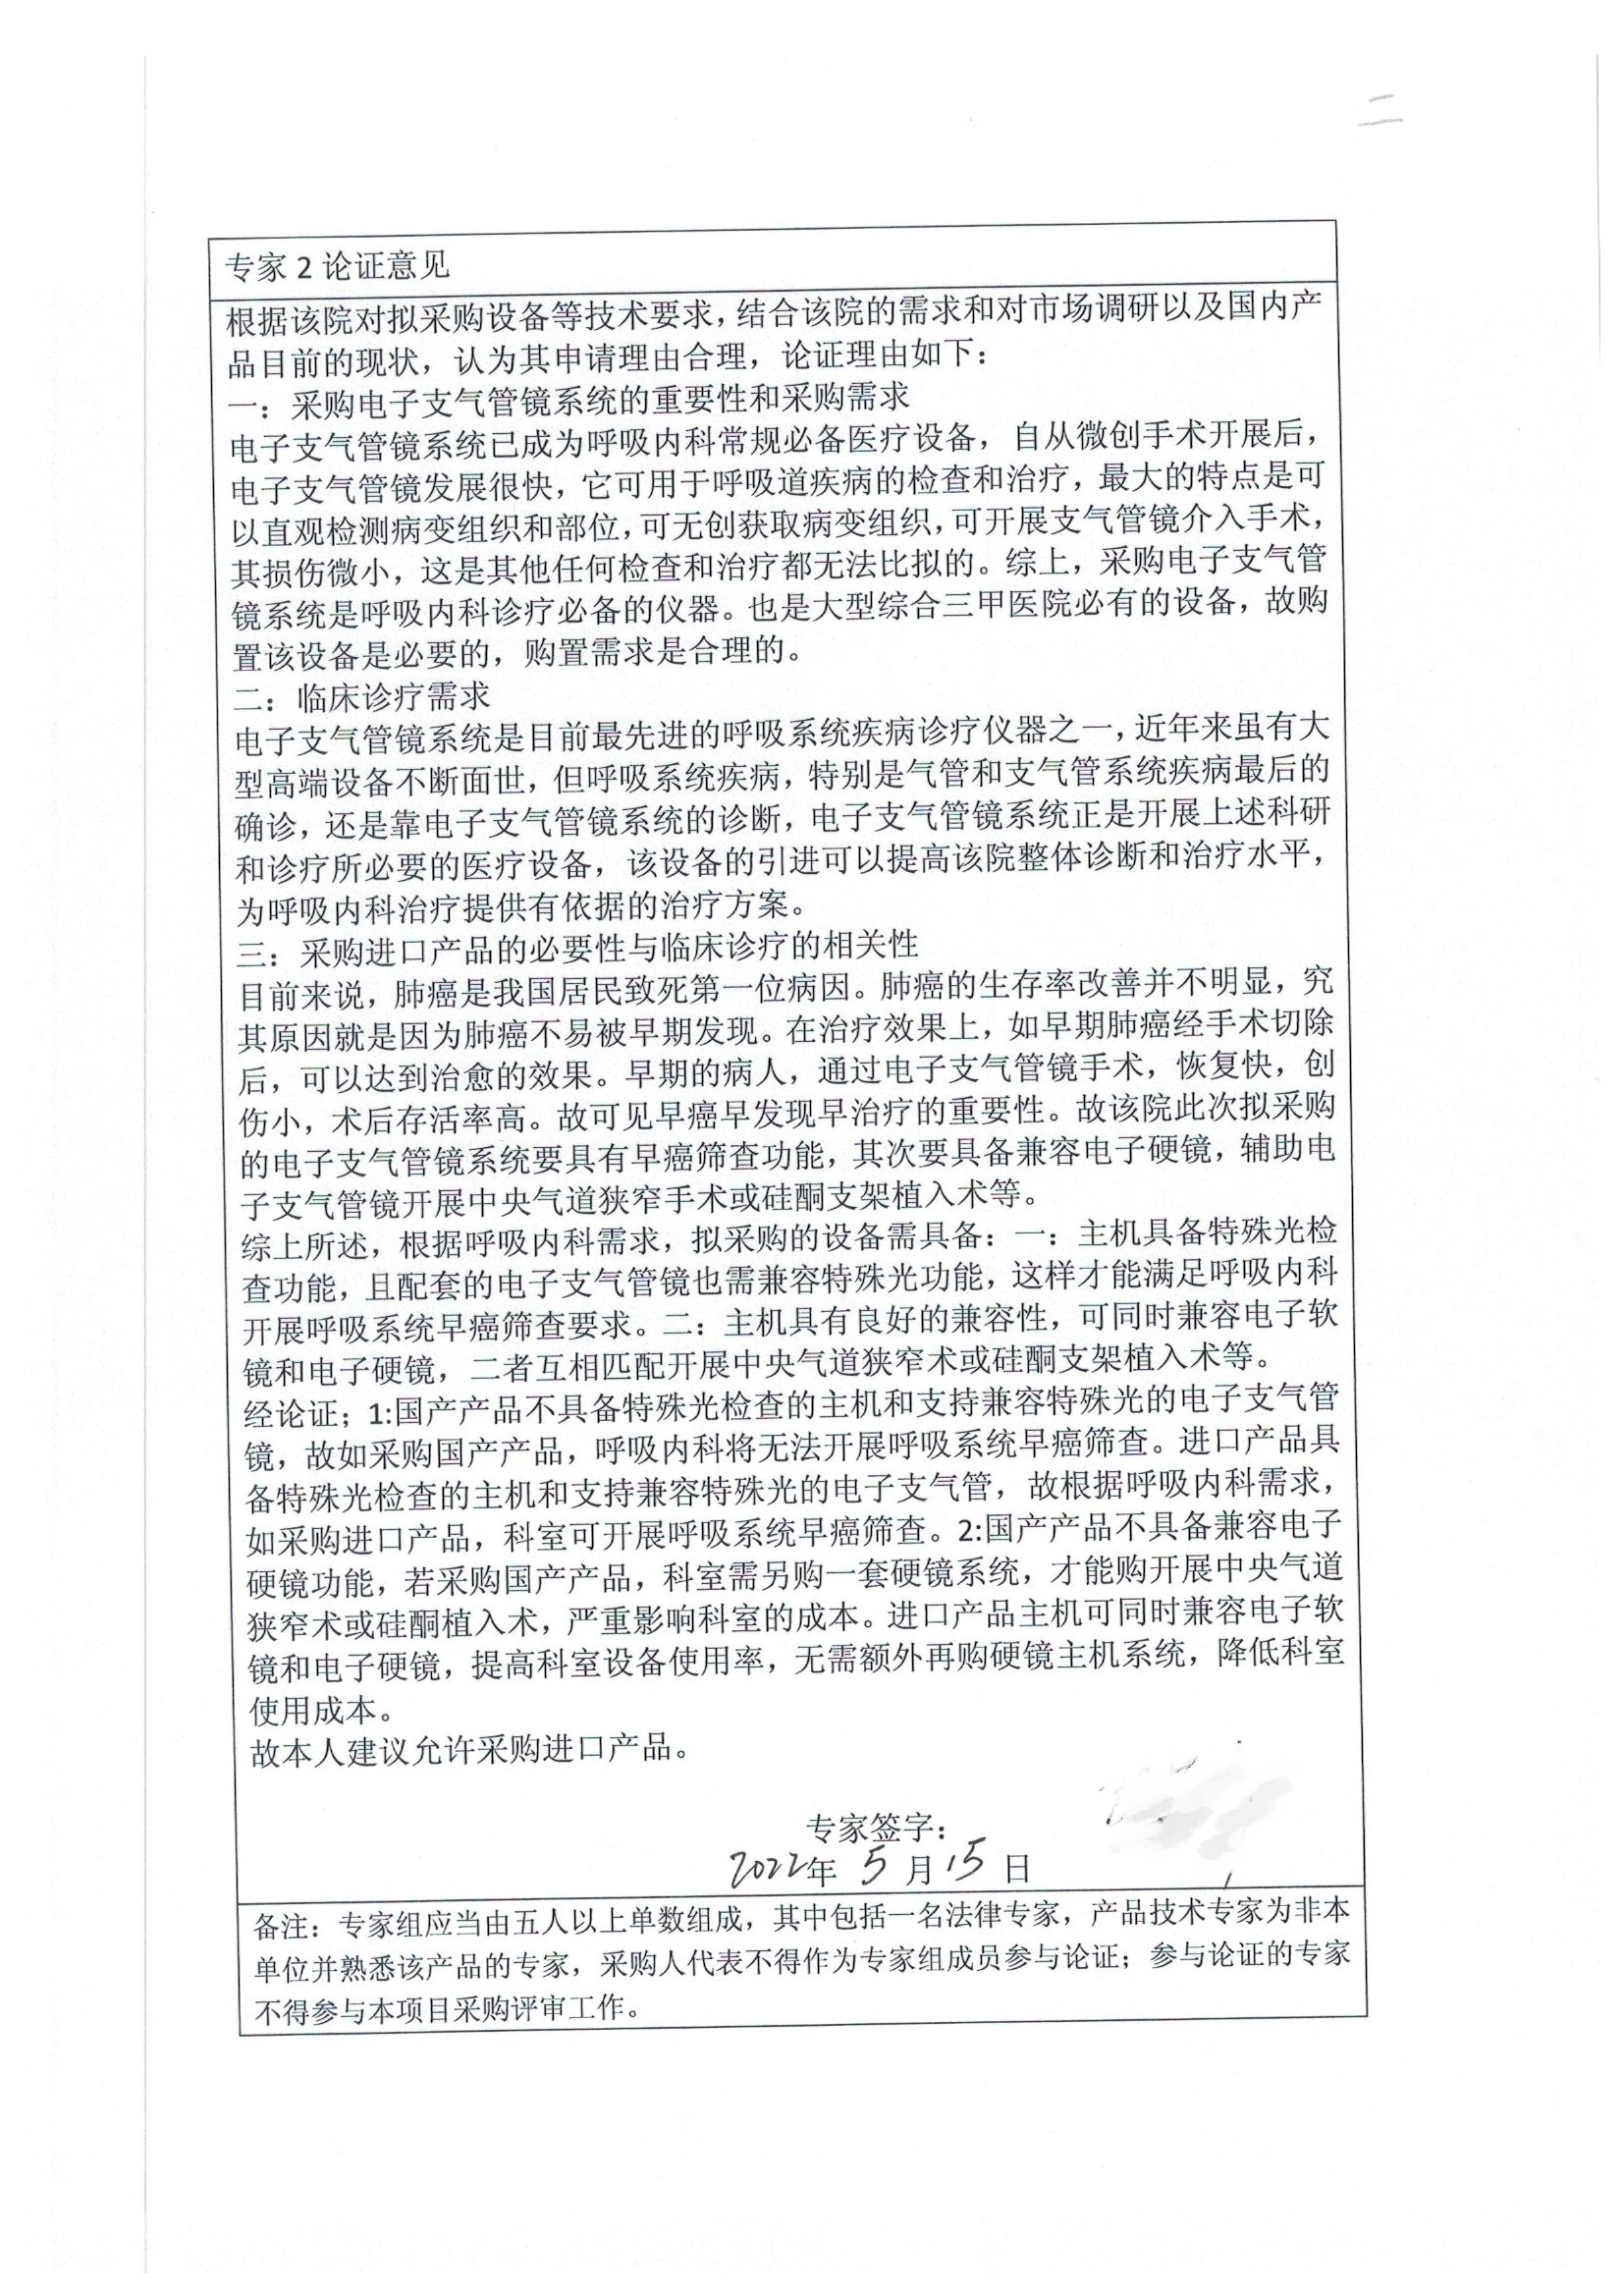 二
专家 2 论证意见
根据该院对拟采购设备等技术要求，结合该院的需求和对市场调研以及国内产
品目前的现状，认为其申请理由合理，论证理由如下：
一：采购电子支气管镜系统的重要性和采购需求
电子支气管镜系统已成为呼吸内科常规必备医疗设备，自从微创手术开展后，
电子支气管镜发展很快，它可用于呼吸道疾病的检查和治疗，最大的特点是可
以直观检测病变组织和部位，可无创获取病变组织，可开展支气管镜介入手术，
其损伤微小，这是其他任何检查和治疗都无法比拟的。综上，采购电子支气管
镜系统是呼吸内科诊疗必备的仪器。也是大型综合三甲医院必有的设备，故购
置该设备是必要的，购置需求是合理的。
二：临床诊疗需求
电子支气管镜系统是目前最先进的呼吸系统疾病诊疗仪器之一，近年来虽有大
型高端设备不断面世，但呼吸系统疾病，特别是气管和支气管系统疾病最后的
确诊，还是靠电子支气管镜系统的诊断，电子支气管镜系统正是开展上述科研
和诊疗所必要的医疗设备，该设备的引进可以提高该院整体诊断和治疗水平，
为呼吸内科治疗提供有依据的治疗方案。
三：采购进口产品的必要性与临床诊疗的相关性
目前来说，肺癌是我国居民致死第一位病因。肺癌的生存率改善并不明显，究
其原因就是因为肺癌不易被早期发现。在治疗效果上，如早期肺癌经手术切除
后，可以达到治愈的效果。早期的病人，通过电子支气管镜手术，恢复快，创
伤小，术后存活率高。故可见早癌早发现早治疗的重要性。故该院此次拟采购
的电子支气管镜系统要具有早癌筛查功能，其次要具备兼容电子硬镜，辅助电
子支气管镜开展中央气道狭窄手术或硅酮支架植入术等。
综上所述，根据呼吸内科需求，拟采购的设备需具备：一：主机具备特殊光检
查功能，且配套的电子支气管镜也需兼容特殊光功能，这样才能满足呼吸内科
开展呼吸系统早癌筛查要求。二：主机具有良好的兼容性，可同时兼容电子软
镜和电子硬镜，二者互相匹配开展中央气道狭窄术或硅酮支架植入术等。
经论证；1:国产产品不具备特殊光检查的主机和支持兼容特殊光的电子支气管
镜，故如采购国产产品，呼吸内科将无法开展呼吸系统早癌筛查。进口产品具
备特殊光检查的主机和支持兼容特殊光的电子支气管，故根据呼吸内科需求，
如采购进口产品，科室可开展呼吸系统早癌筛查。2:国产产品不具备兼容电子
硬镜功能，若采购国产产品，科室需另购一套硬镜系统，才能购开展中央气道
狭窄术或硅酮植入术，严重影响科室的成本。进口产品主机可同时兼容电子软
镜和电子硬镜，提高科室设备使用率，无需额外再购硬镜主机系统，降低科室
使用成本。
故本人建议允许采购进口产品。
专家签字：
2022年 5 月 15 日
备注：专家组应当由五人以上单数组成，其中包括一名法律专家，产品技术专家为非本
单位并熟悉该产品的专家，采购人代表不得作为专家组成员参与论证；参与论证的专家
不得参与本项目采购评审工作。